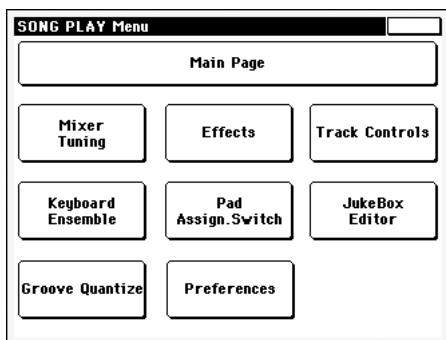 SONG PLAY Menu
Main Page
Mixer
Tuning
Effects
Track Controls
Keyboard
Ensemble
Pad
Assign.Switch
JukeBox
Editor
Groove Quantize
Preferences